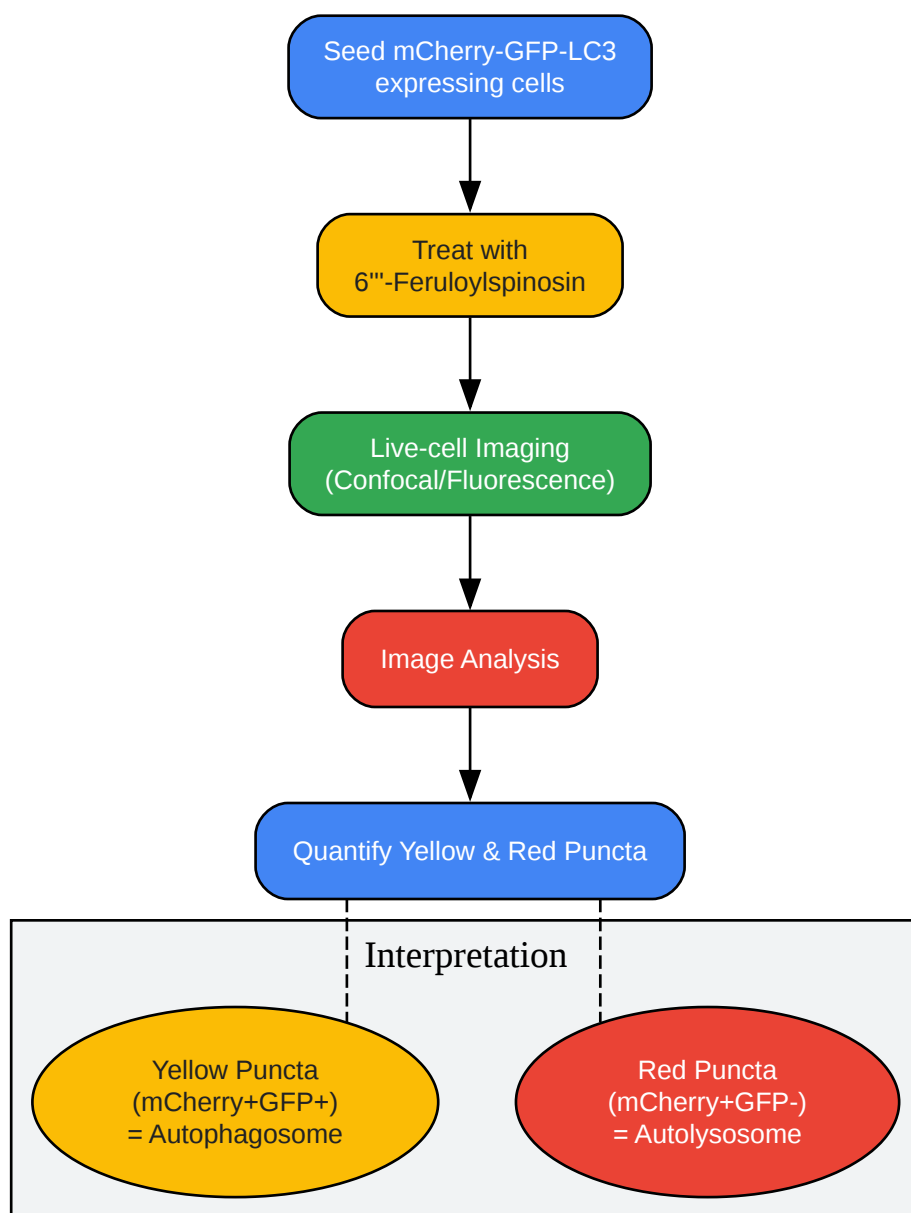 Seed mCherry-GFP-LC3
expressing cells
Treat with
6'''-Feruloylspinosin
Live-cell Imaging
(Confocal/Fluorescence)
Image Analysis
Quantify Yellow & Red Puncta
Interpretation
Yellow Puncta
(mCherry+GFP+)
= Autophagosome
Red Puncta
(mCherry+GFP-)
= Autolysosome